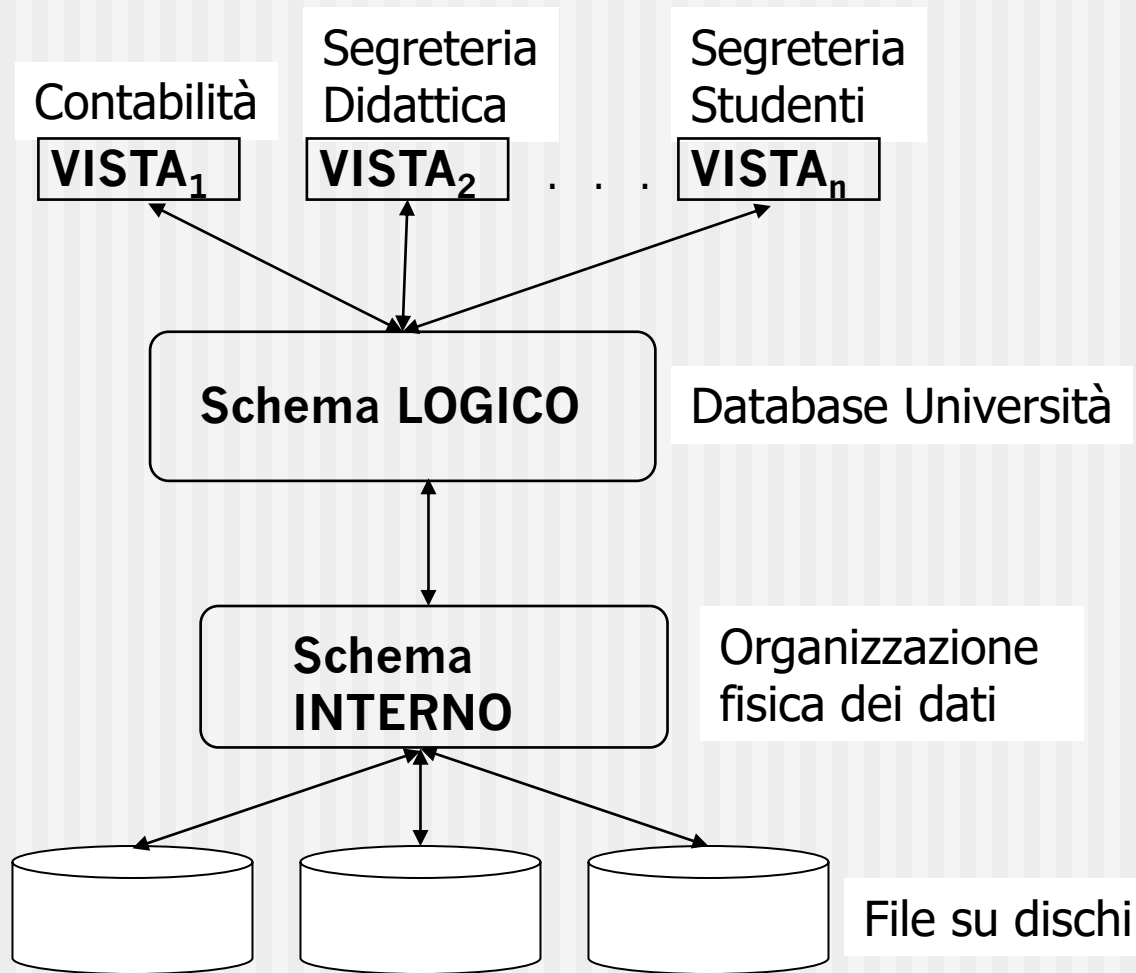 Contabilità
Segreteria
Didattica
Segreteria
Studenti
VISTA₁
VISTA₂
. . .
VISTAₙ
Schema LOGICO
Database Università
Schema
INTERNO
Organizzazione
fisica dei dati
File su dischi